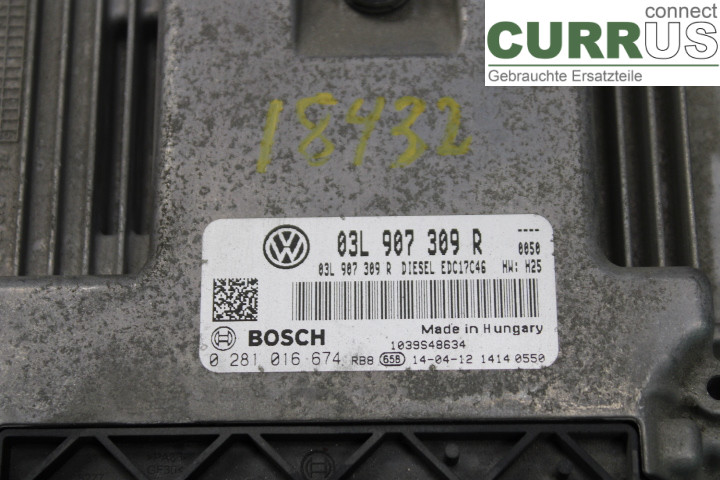 connect
CURRUS
Gebrauchte Ersatzteile
18432
03L 907 309 R ----
0050
03L 907 309 R DIESEL EDC17C46 HW: H25
BOSCH
Made in Hungary
1039S48634
0 281 016 674 RB8 658 14-04-12 1414 0550